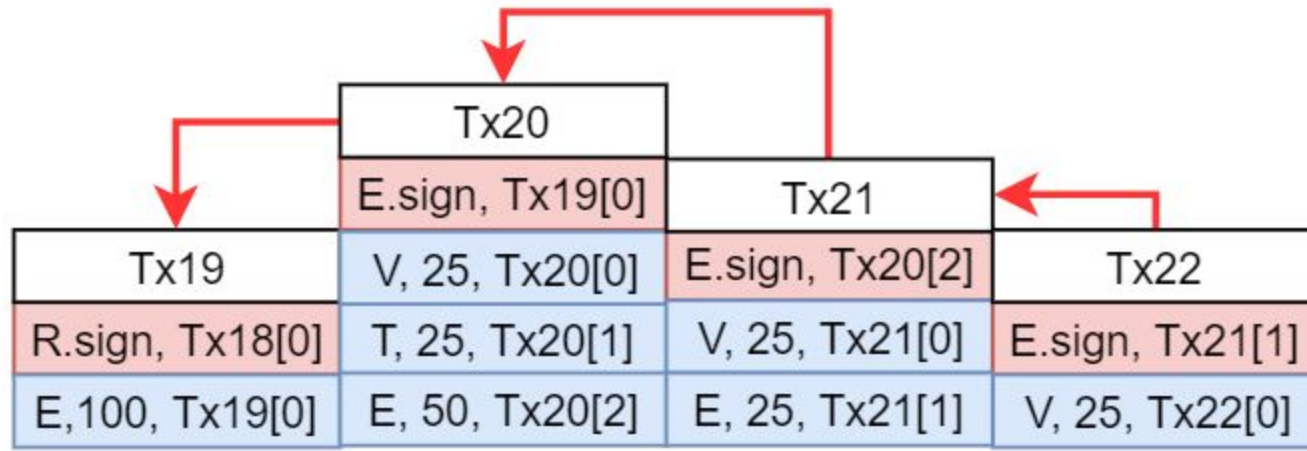 Tx19
R.sign, Tx18[0]
E,100, Tx19[0]
Tx20
E.sign, Tx19[0]
V, 25, Tx20[0]
T, 25, Tx20[1]
E, 50, Tx20[2]
Tx21
E.sign, Tx20[2]
V, 25, Tx21[0]
E, 25, Tx21[1]
Tx22
E.sign, Tx21[1]
V, 25, Tx22[0]